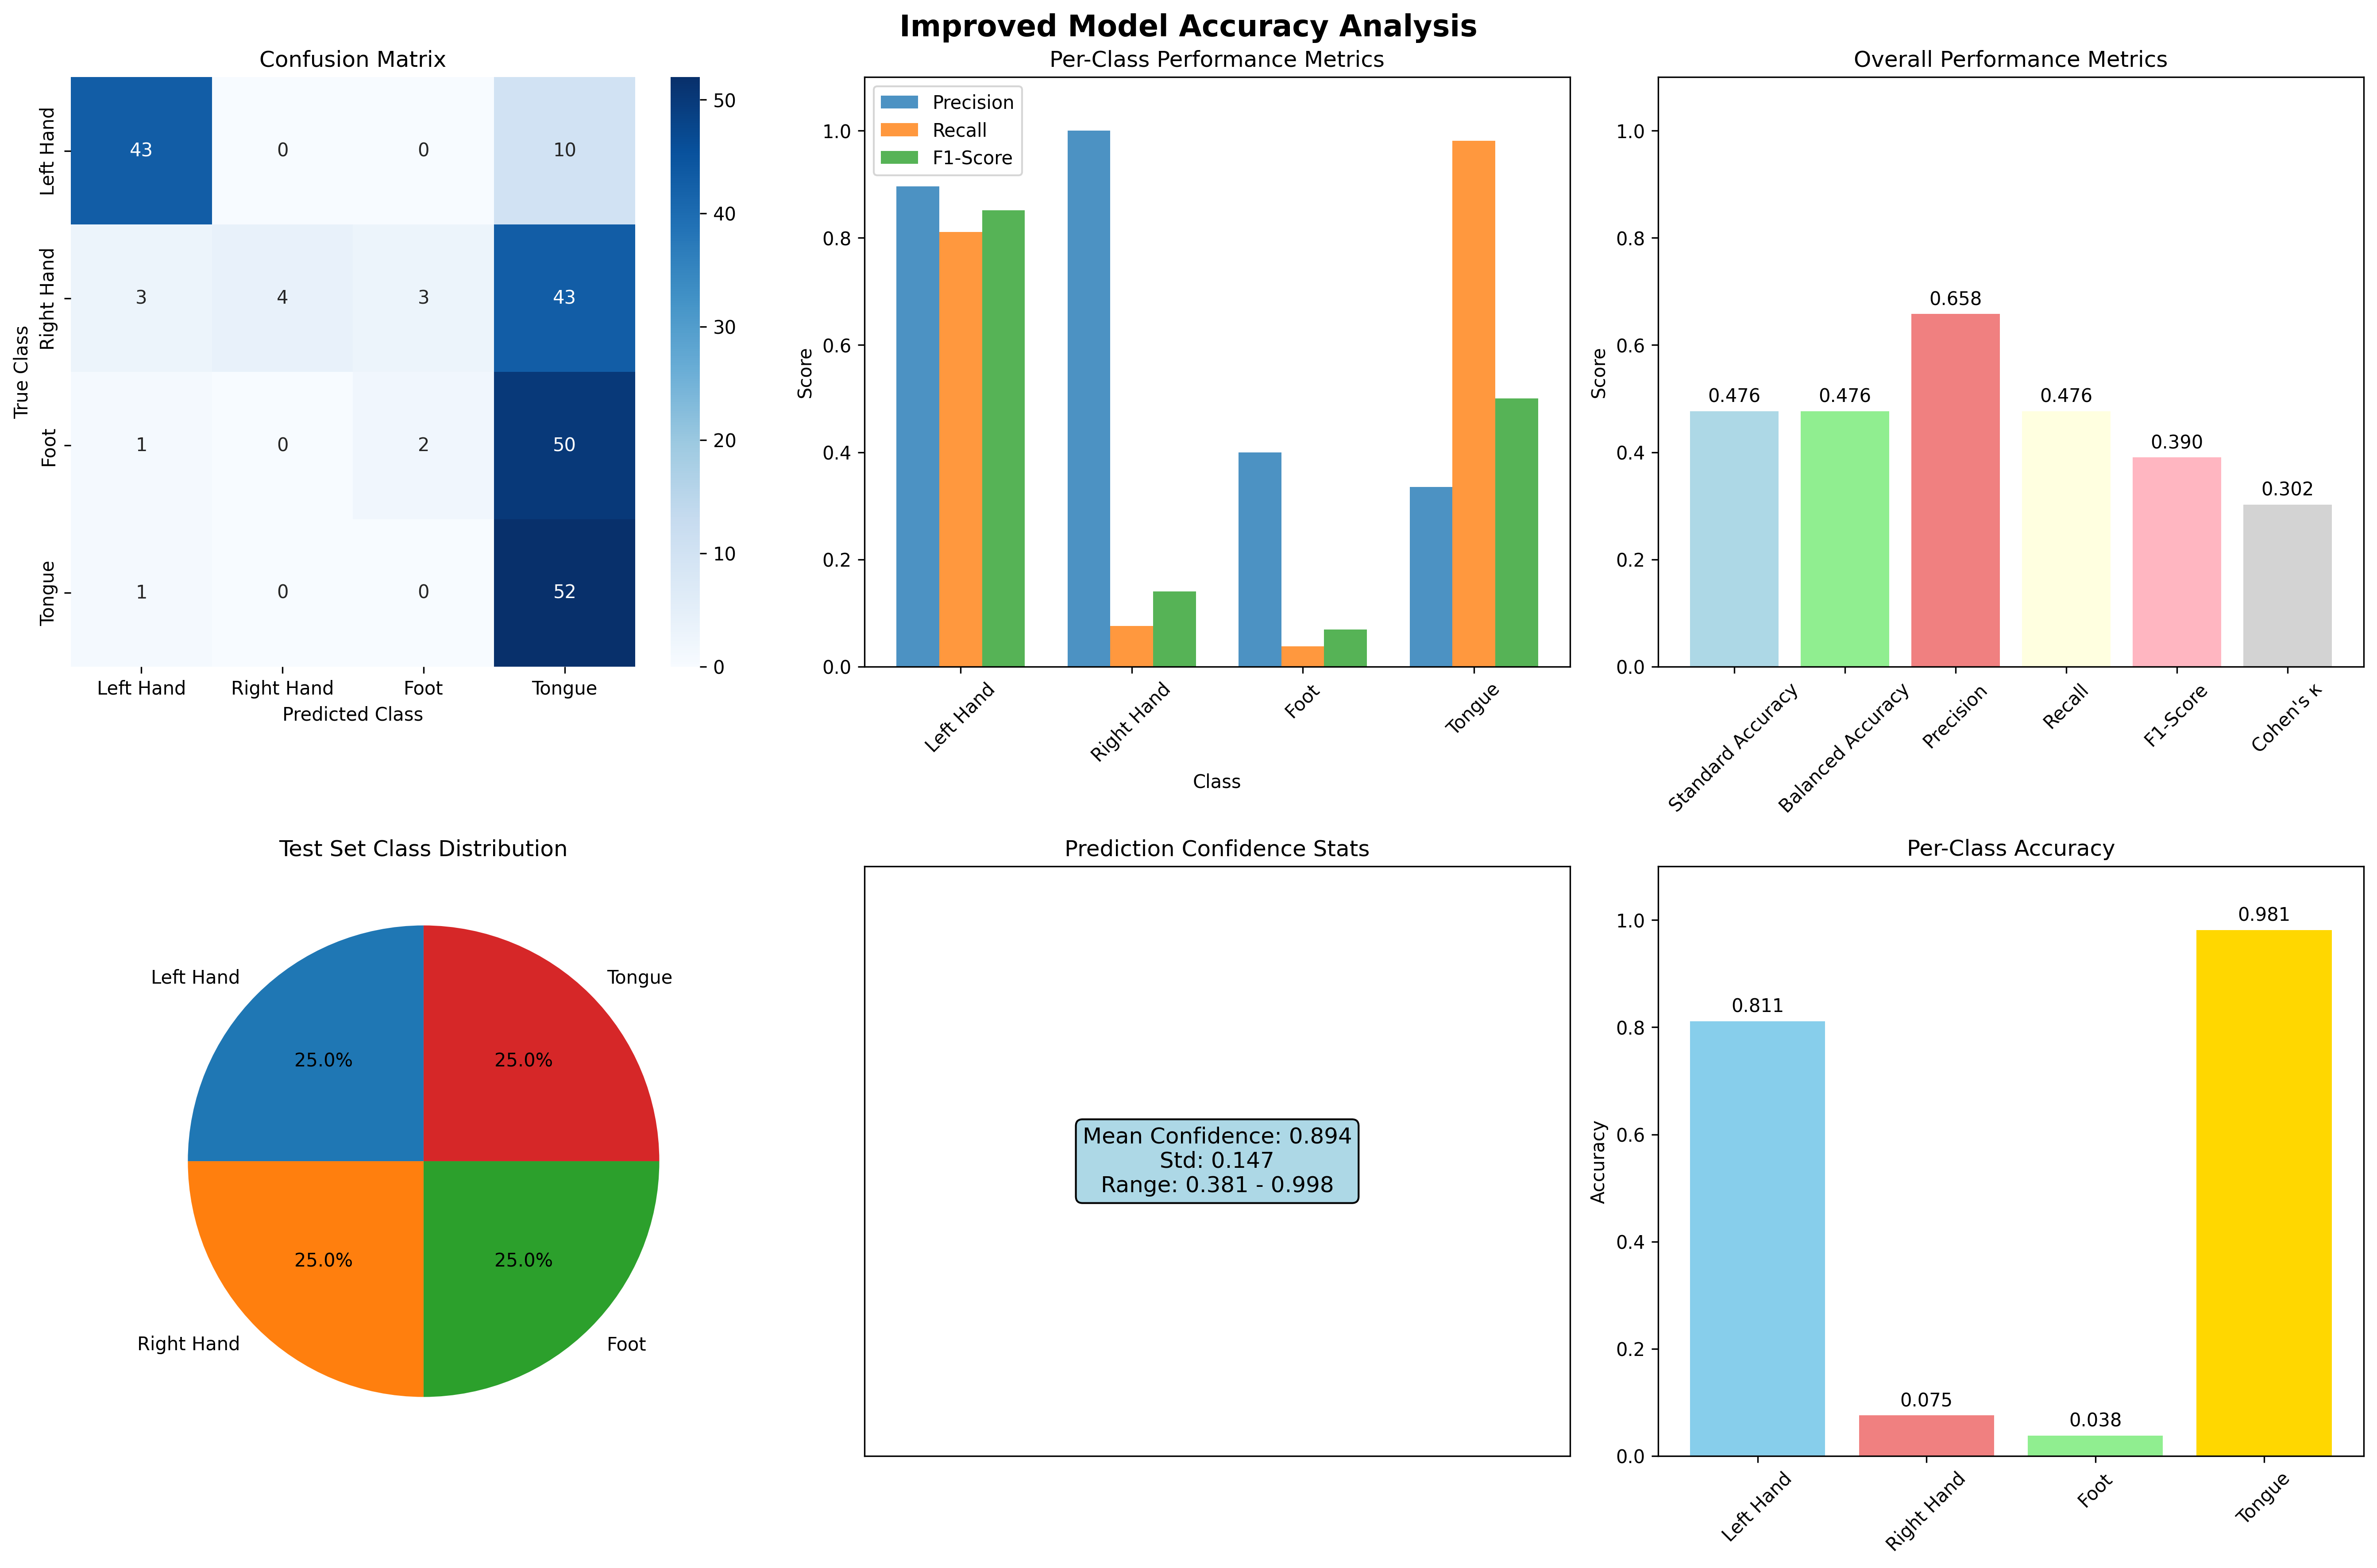 Improved Model Accuracy Analysis
Confusion Matrix
True Class
Left Hand
Right Hand
Foot
Tongue
43 0 0 10
3 4 3 43
1 0 2 50
1 0 0 52
Left Hand Right Hand Foot Tongue
Predicted Class
50
40
30
20
10
0
Per-Class Performance Metrics
Precision
Recall
F1-Score
Score
1.0
0.8
0.6
0.4
0.2
0.0
Left Hand
Right Hand
Foot
Tongue
Class
Overall Performance Metrics
Score
1.0
0.8
0.6
0.4
0.2
0.0
0.476
0.476
0.658
0.476
0.390
0.302
Standard Accuracy
Balanced Accuracy
Precision
Recall
F1-Score
Cohen's κ
Test Set Class Distribution
Left Hand
Tongue
25.0%
25.0%
25.0%
25.0%
Right Hand
Foot
Prediction Confidence Stats
Mean Confidence: 0.894
Std: 0.147
Range: 0.381 - 0.998
Per-Class Accuracy
Accuracy
1.0
0.8
0.6
0.4
0.2
0.0
0.811
0.075
0.038
0.981
Left Hand
Right Hand
Foot
Tongue